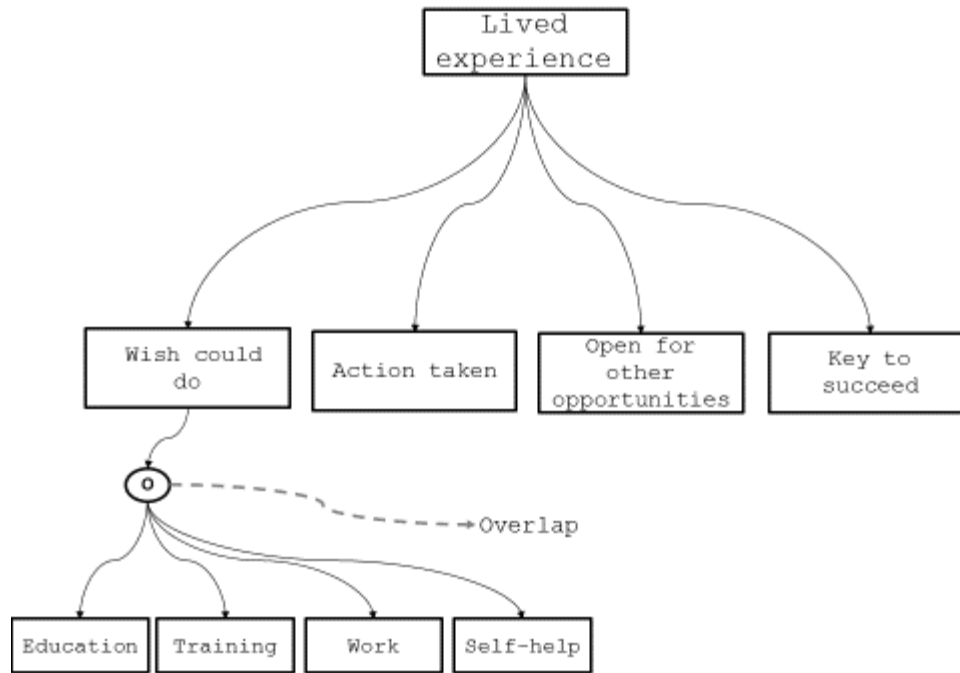 Lived
experience
Wish could
do
Action taken
Open for
other
opportunities
Key to
succeed
O
Overlap
Education
Training
Work
Self-help